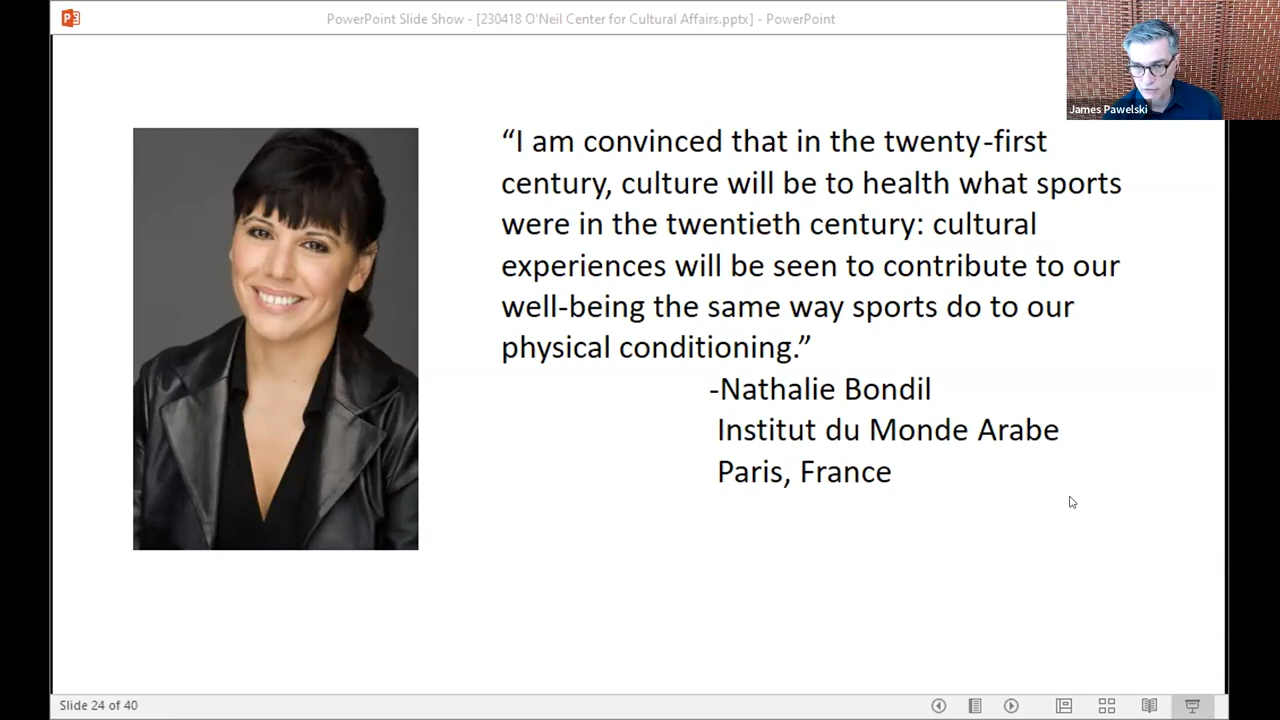 PowerPoint Slide Show - [230418 O'Neil Center for Cultural Affairs.pptx] - PowerPoint
James Pawelski
“I am convinced that in the twenty-first
century, culture will be to health what sports
were in the twentieth century: cultural
experiences will be seen to contribute to our
well-being the same way sports do to our
physical conditioning.”
-Nathalie Bondil
Institut du Monde Arabe
Paris, France
Slide 24 of 40